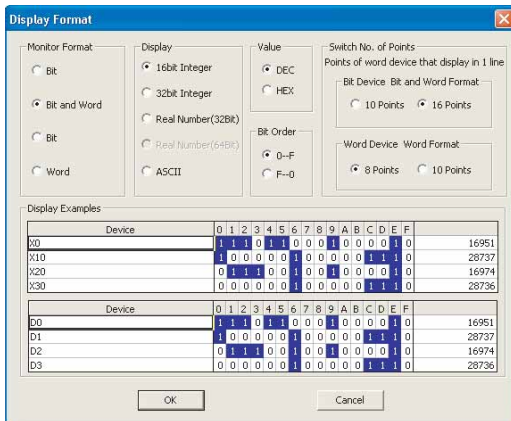 Display Format
Monitor Format
Bit
Bit and Word
Bit
Word
Display
16bit Integer
32bit Integer
Real Number(32Bit)
Real Number(64Bit)
ASCII
Value
DEC
HEX
Bit Order
0--F
F--0
Switch No. of Points
Points of word device that display in 1 line
Bit Device Bit and Word Format
10 Points 16 Points
Word Device Word Format
8 Points 10 Points
Display Examples
Device 0 1 2 3 4 5 6 7 8 9 A B C D E F
X0 1 1 1 0 1 1 0 0 0 1 0 0 0 0 1 0 16951
X10 1 0 0 0 0 0 1 0 0 0 0 0 1 1 1 0 28737
X20 0 1 1 1 0 0 1 0 0 1 0 0 0 0 1 0 16974
X30 0 0 0 0 0 0 1 0 0 0 0 0 1 1 1 0 28736
Device 0 1 2 3 4 5 6 7 8 9 A B C D E F
D0 1 1 1 0 1 1 0 0 0 1 0 0 0 0 1 0 16951
D1 1 0 0 0 0 0 1 0 0 0 0 0 1 1 1 0 28737
D2 0 1 1 1 0 0 1 0 0 1 0 0 0 0 1 0 16974
D3 0 0 0 0 0 0 1 0 0 0 0 0 1 1 1 0 28736
OK Cancel